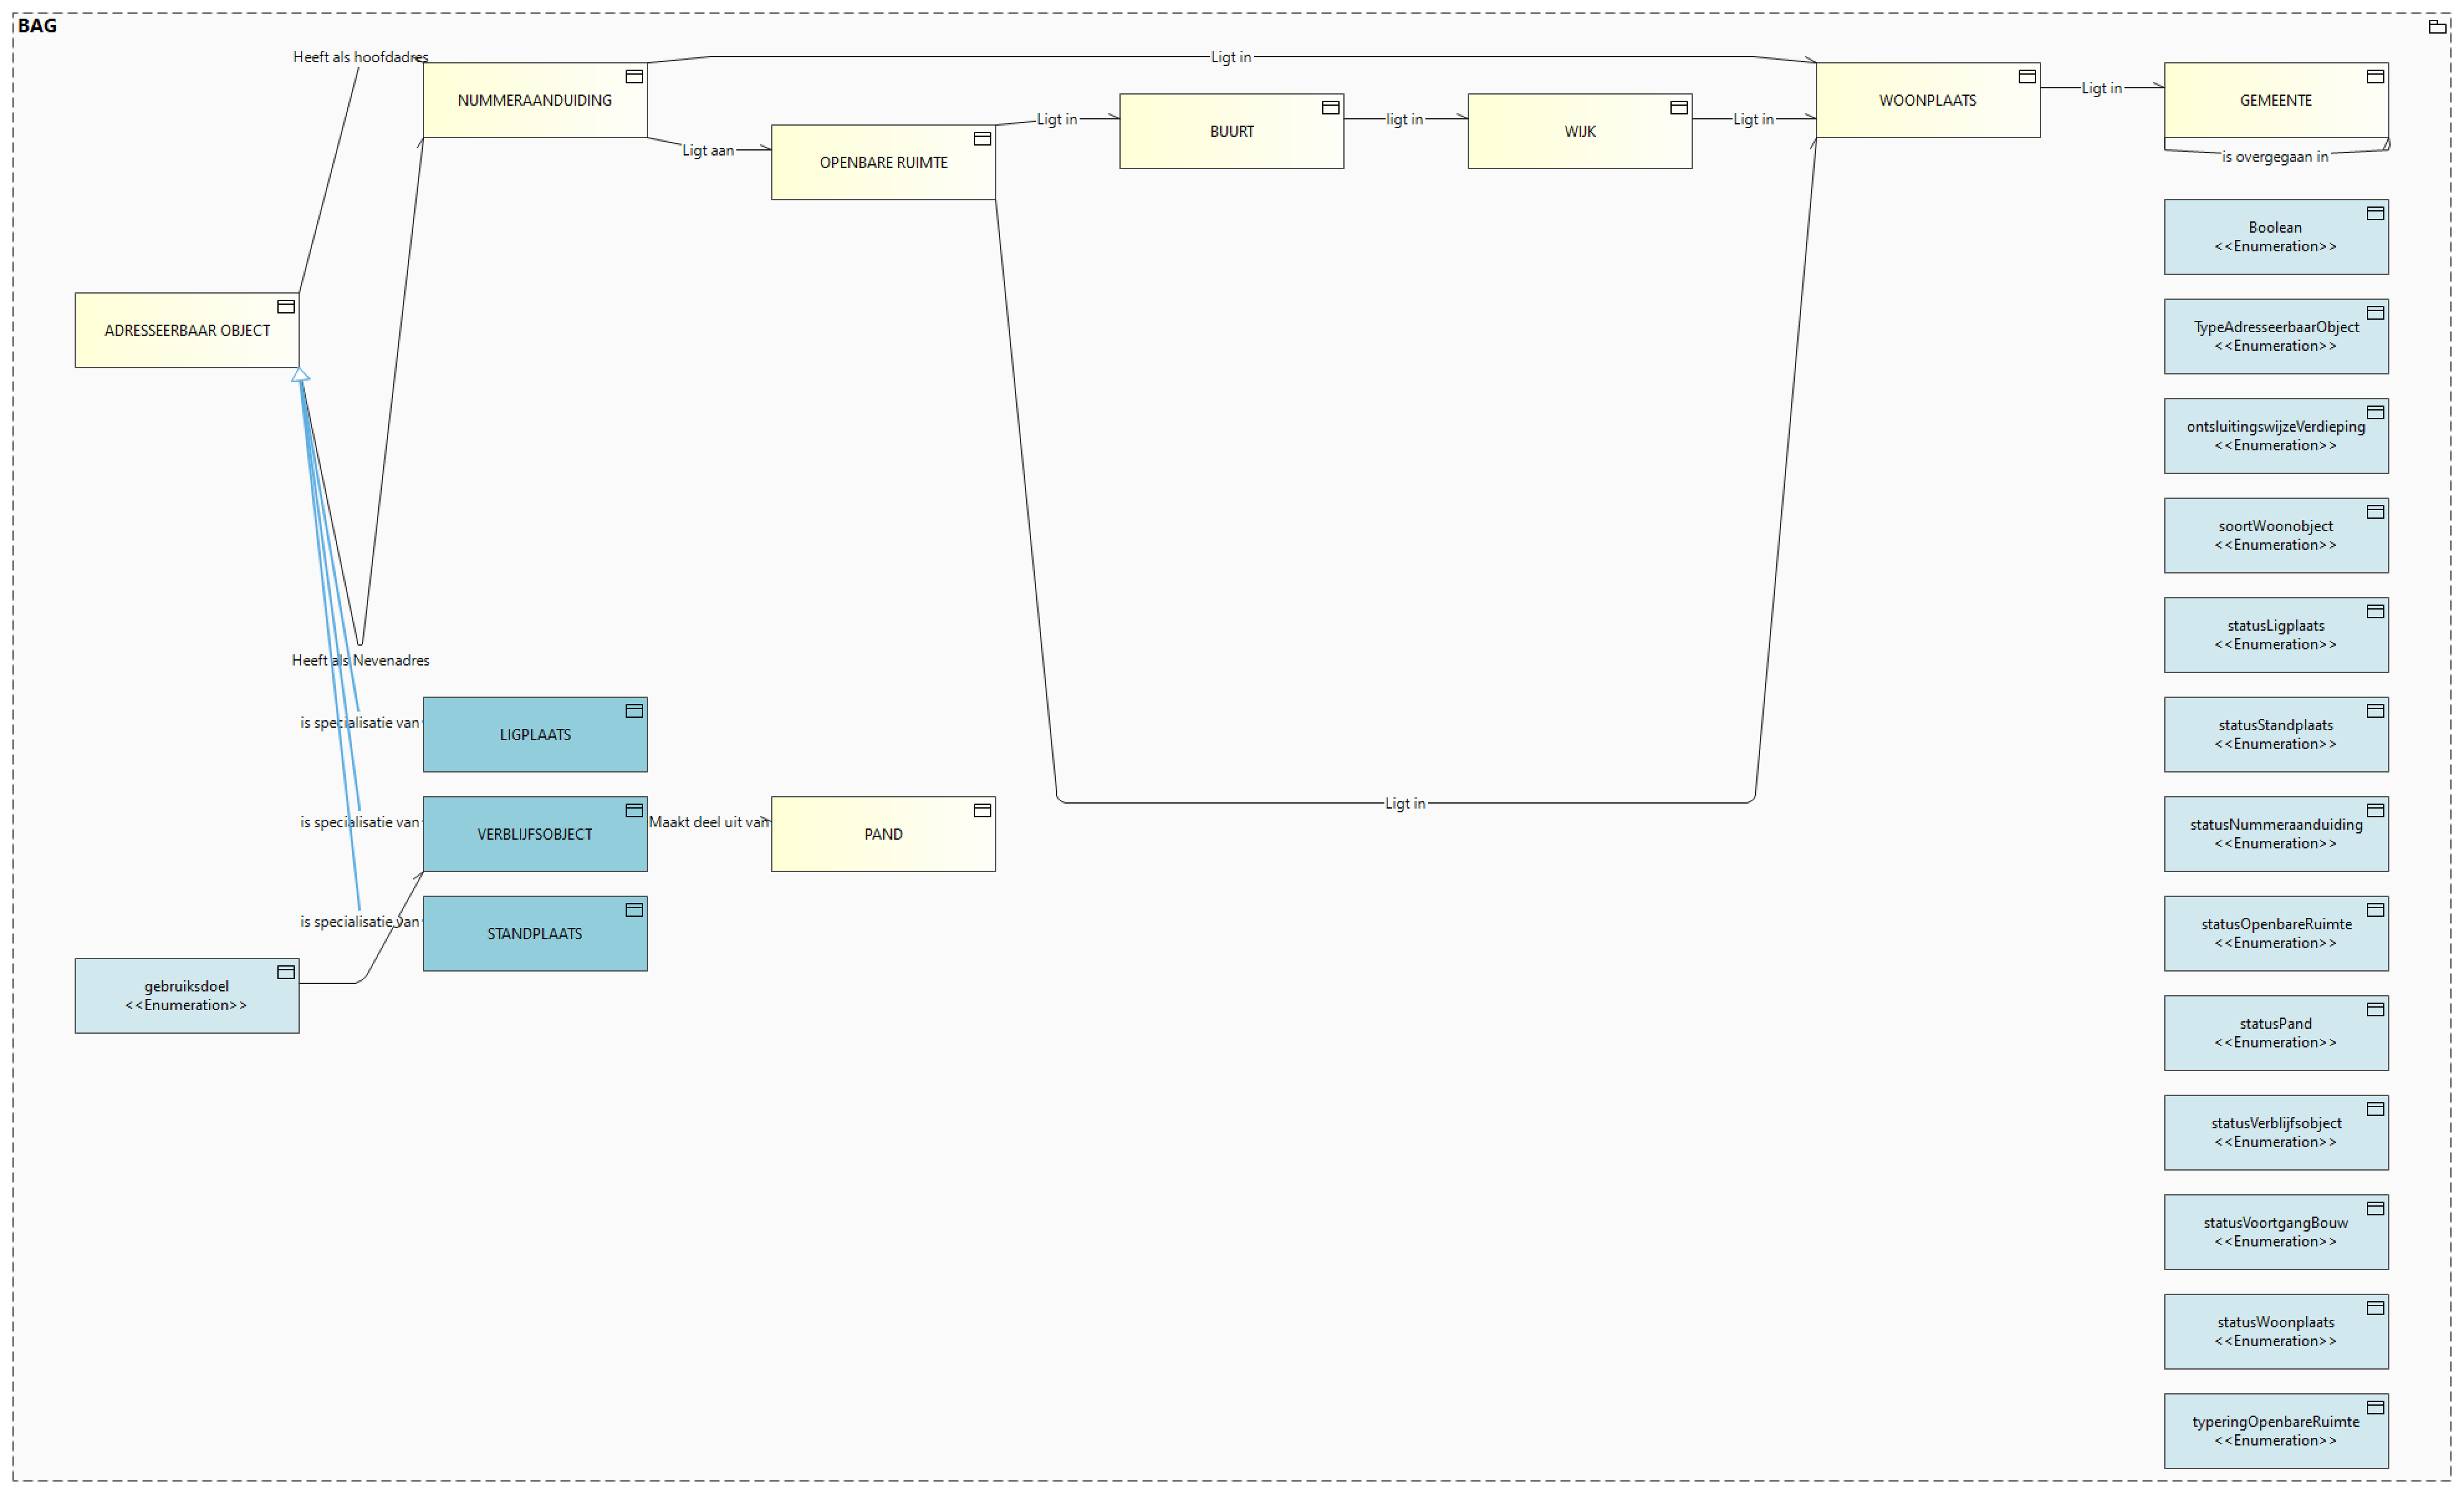 BAG
Heeft als hoofdadres
Ligt in
NUMMERAANDUIDING
WOONPLAATS
Ligt in
GEMEENTE
Ligt aan
OPENBARE RUIMTE
Ligt in
BUURT
ligt in
WIJK
Ligt in
is overgegaan in
Boolean
<<Enumeration>>
ADRESSEERBAAR OBJECT
TypeAdresseerbaarObject
<<Enumeration>>
ontsluitingswijzeVerdieping
<<Enumeration>>
soortWoonobject
<<Enumeration>>
statusLigplaats
<<Enumeration>>
Heeft als Nevenadres
is specialisatie van
LIGPLAATS
statusStandplaats
<<Enumeration>>
Ligt in
is specialisatie van
VERBLIJFSOBJECT
Maakt deel uit van
PAND
statusNummeraanduiding
<<Enumeration>>
is specialisatie van
STANDPLAATS
statusOpenbareRuimte
<<Enumeration>>
gebruiksdoel
<<Enumeration>>
statusPand
<<Enumeration>>
statusVerblijfsobject
<<Enumeration>>
statusVoortgangBouw
<<Enumeration>>
statusWoonplaats
<<Enumeration>>
typeringOpenbareRuimte
<<Enumeration>>